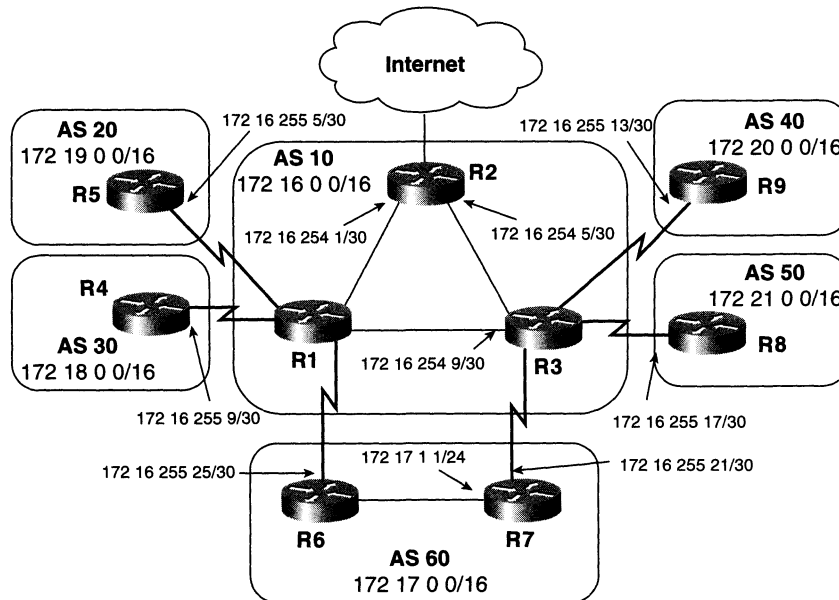 Internet
AS 20
172 19 0 0/16
R5
172 16 255 5/30
AS 10
172 16 0 0/16
R2
172 16 255 13/30
AS 40
172 20 0 0/16
R9
172 16 254 1/30
172 16 254 5/30
R4
AS 30
172 18 0 0/16
R1
172 16 254 9/30
R3
AS 50
172 21 0 0/16
R8
172 16 255 9/30
172 16 255 17/30
172 16 255 25/30
172 17 1 1/24
172 16 255 21/30
R6
R7
AS 60
172 17 0 0/16